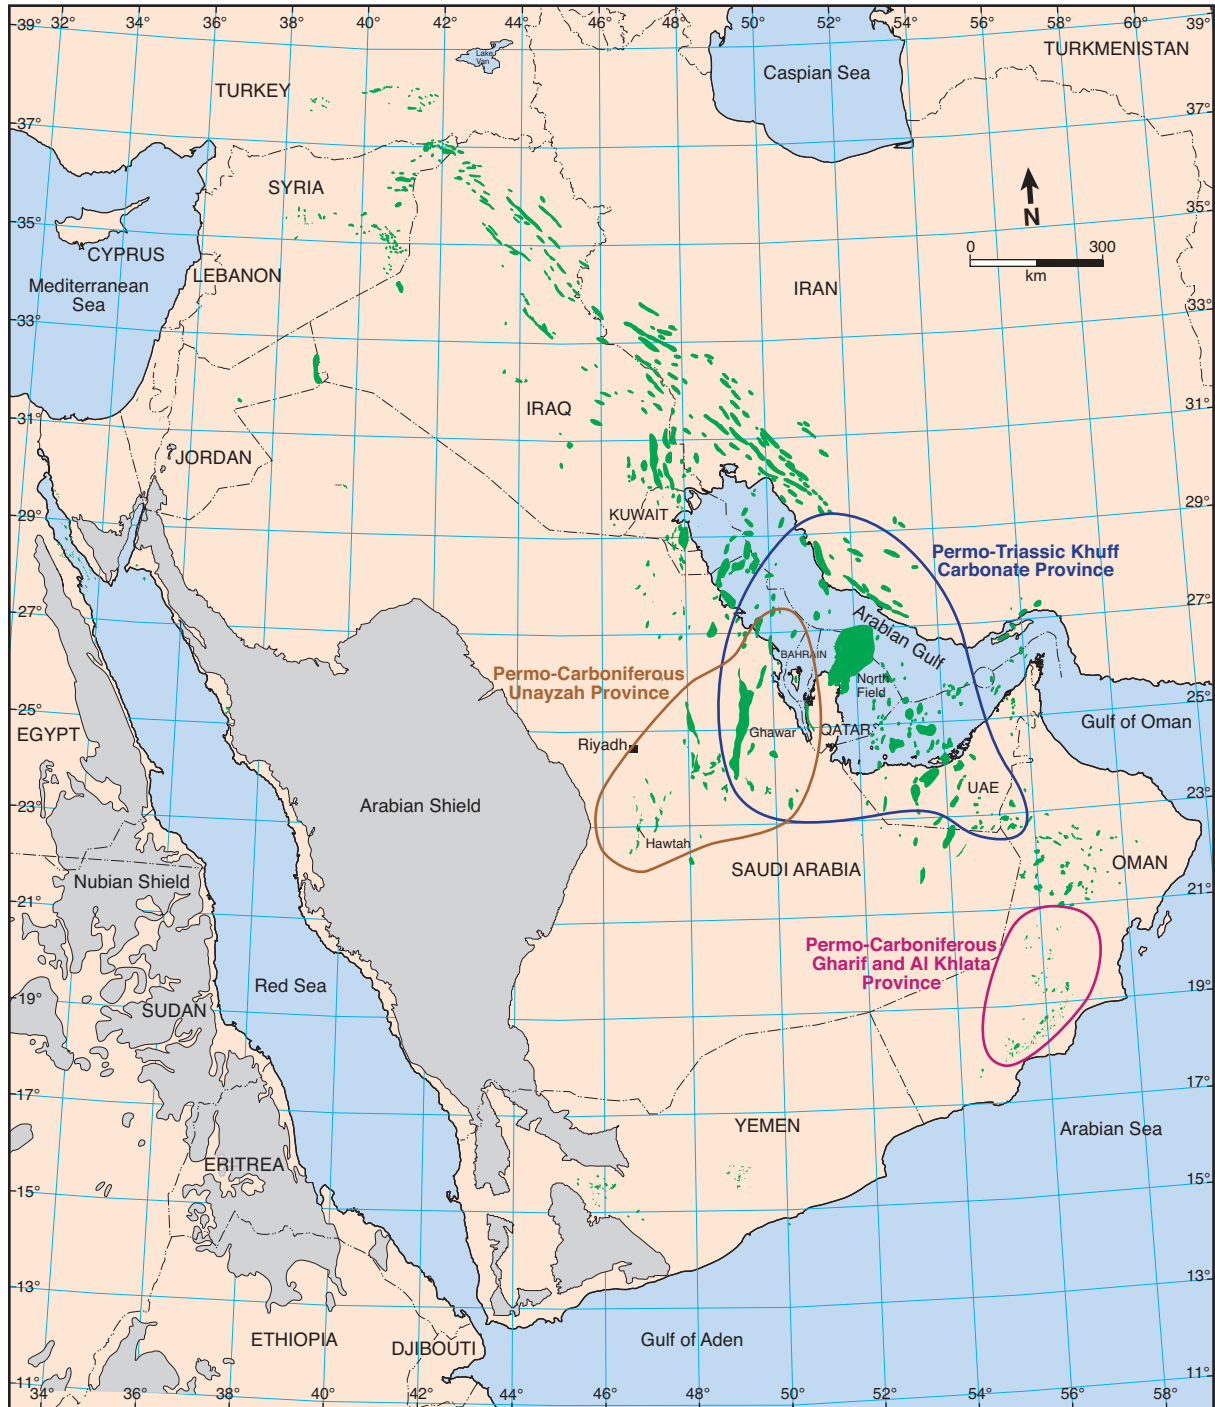 39° 32° 34° 36° 38° 40° 42° 44° 46° 48° 50° 52° 54° 56° 58° 60° 39°
TURKMENISTAN
Lake
Van
Caspian Sea
TURKEY
37° 37°
SYRIA
N
35° 35°
CYPRUS
0 300
km
LEBANON
Mediterranean
Sea
IRAN
33° 33°
IRAQ
31° 31°
JORDAN
KUWAIT
29° 29°
Permo-Triassic Khuff
Carbonate Province
27° 27°
Arabian Gulf
BAHRAIN
Permo-Carboniferous
Unayzah Province
North
Field
25° 25°
EGYPT
Gulf of Oman
Ghawar
QATAR
Riyadh
UAE
23° 23°
Arabian Shield
Hawtah
SAUDI ARABIA
OMAN
Nubian Shield
21° 21°
Permo-Carboniferous
Gharif and Al Khlata
Province
Red Sea
19° 19°
SUDAN
17° 17°
YEMEN
Arabian Sea
ERITREA
15° 15°
13° 13°
ETHIOPIA
DJIBOUTI
Gulf of Aden
11° 11°
34° 36° 38° 40° 42° 44° 46° 48° 50° 52° 54° 56° 58°